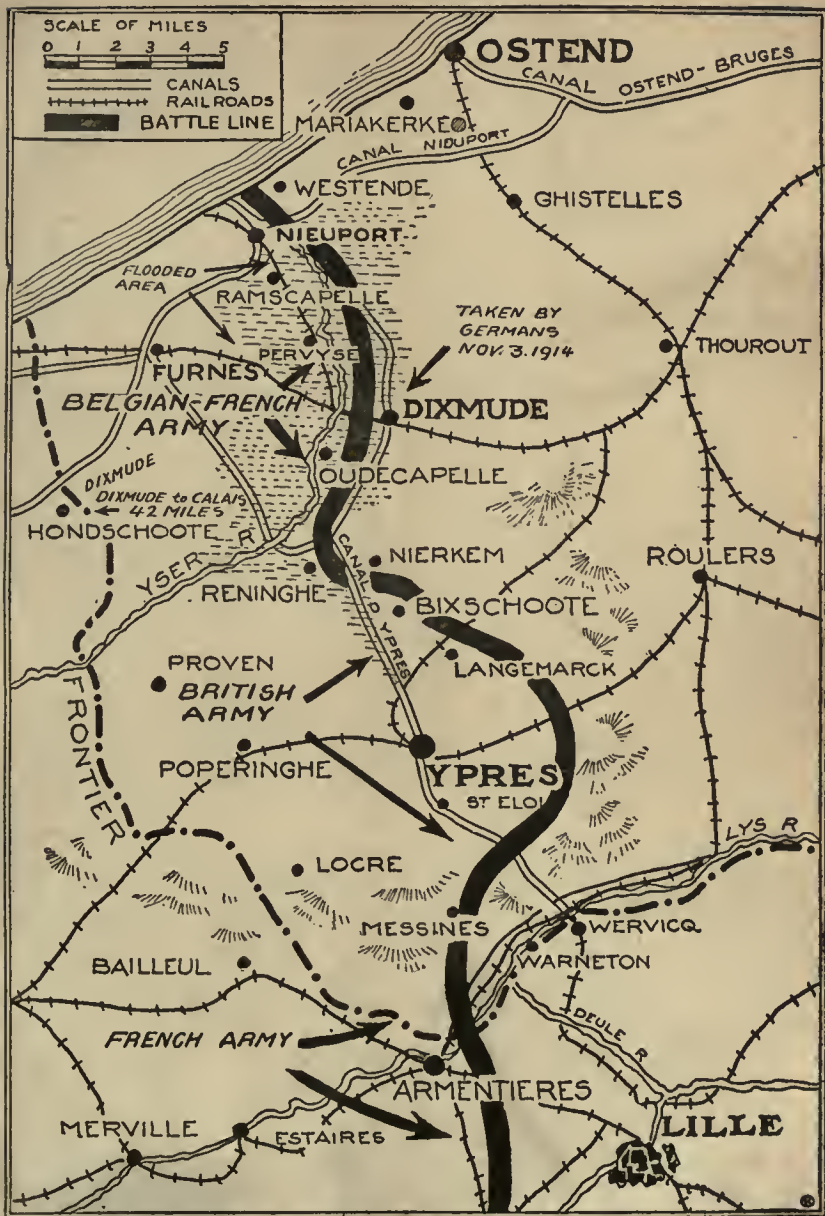 SCALE OF MILES
0 1 2 3 4 5
CANALS
RAILROADS
BATTLE LINE
OSTEND
CANAL OSTEND-BRUGES
MARIAKERKE
CANAL NIDUPORT
WESTENDE
GHISTELLES
NIEUPORT
FLOODED
AREA
RAMSCAPELLE
TAKEN BY
GERMANS
NOV. 3. 1914
PERVYSE
THOUROUT
FURNES
BELGIAN-FRENCH
ARMY
DIXMUDE
OUDECAPELLE
DIXMUDE
DIXMUDE to CALAIS
42 MILES
HONDSCHOOTE
YSER R
NIERKEM
ROULERS
RENINGHE
CANAL D YPRES
BIXSCHOOTE
LANGEMARCK
PROVEN
BRITISH
ARMY
FRONTIER
POPERINGHE
YPRES
ST ELOI
LYS R
LOCRE
MESSINES
WERVICQ
WARNETON
BAILLEUL
DEULE R
FRENCH ARMY
ARMENTIERES
MERVILLE
ESTAIRES
LILLE